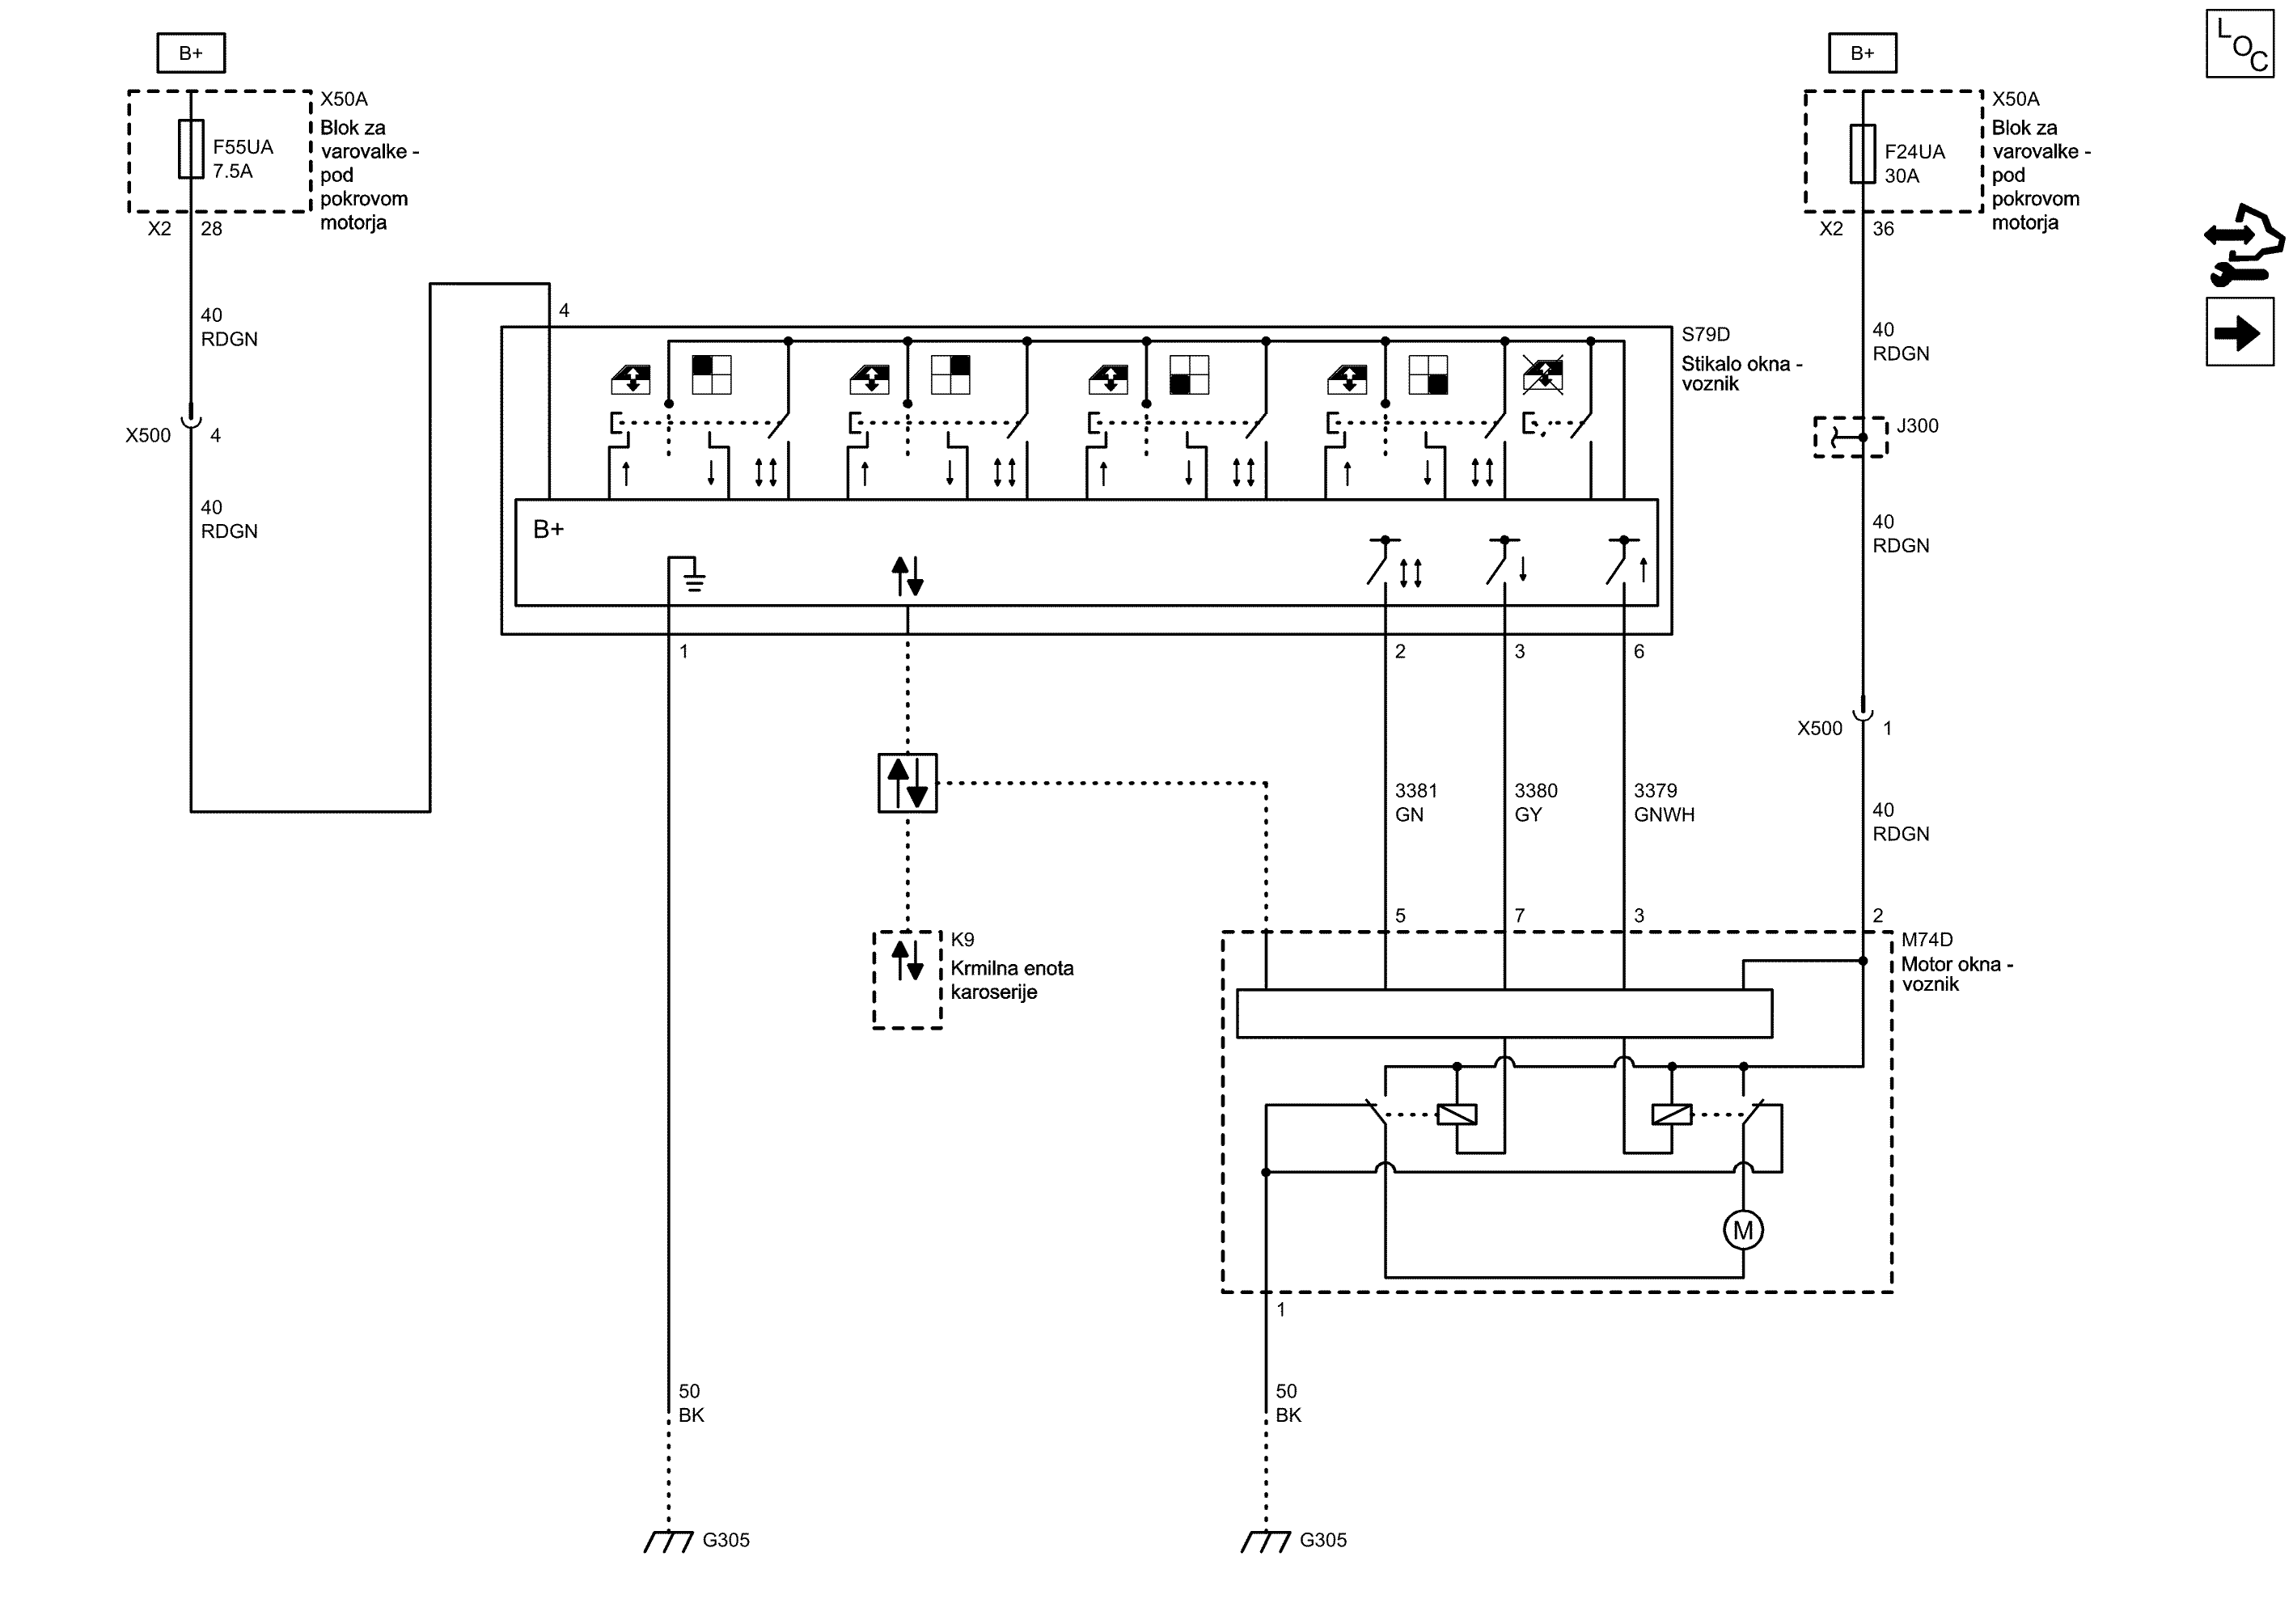 B+
X50A
Blok za
varovalke -
pod
pokrovom
motorja
F55UA
7.5A
X2 28
40
RDGN
X500 4
40
RDGN
4
S79D
Stikalo okna -
voznik
B+
1
2
3
6
3381
GN
3380
GY
3379
GNWH
K9
Krmilna enota
karoserije
5
7
3
2
M74D
Motor okna -
voznik
M
1
50
BK
G305
50
BK
G305
B+
X50A
Blok za
varovalke -
pod
pokrovom
motorja
F24UA
30A
X2 36
40
RDGN
J300
40
RDGN
X500 1
40
RDGN
LOC